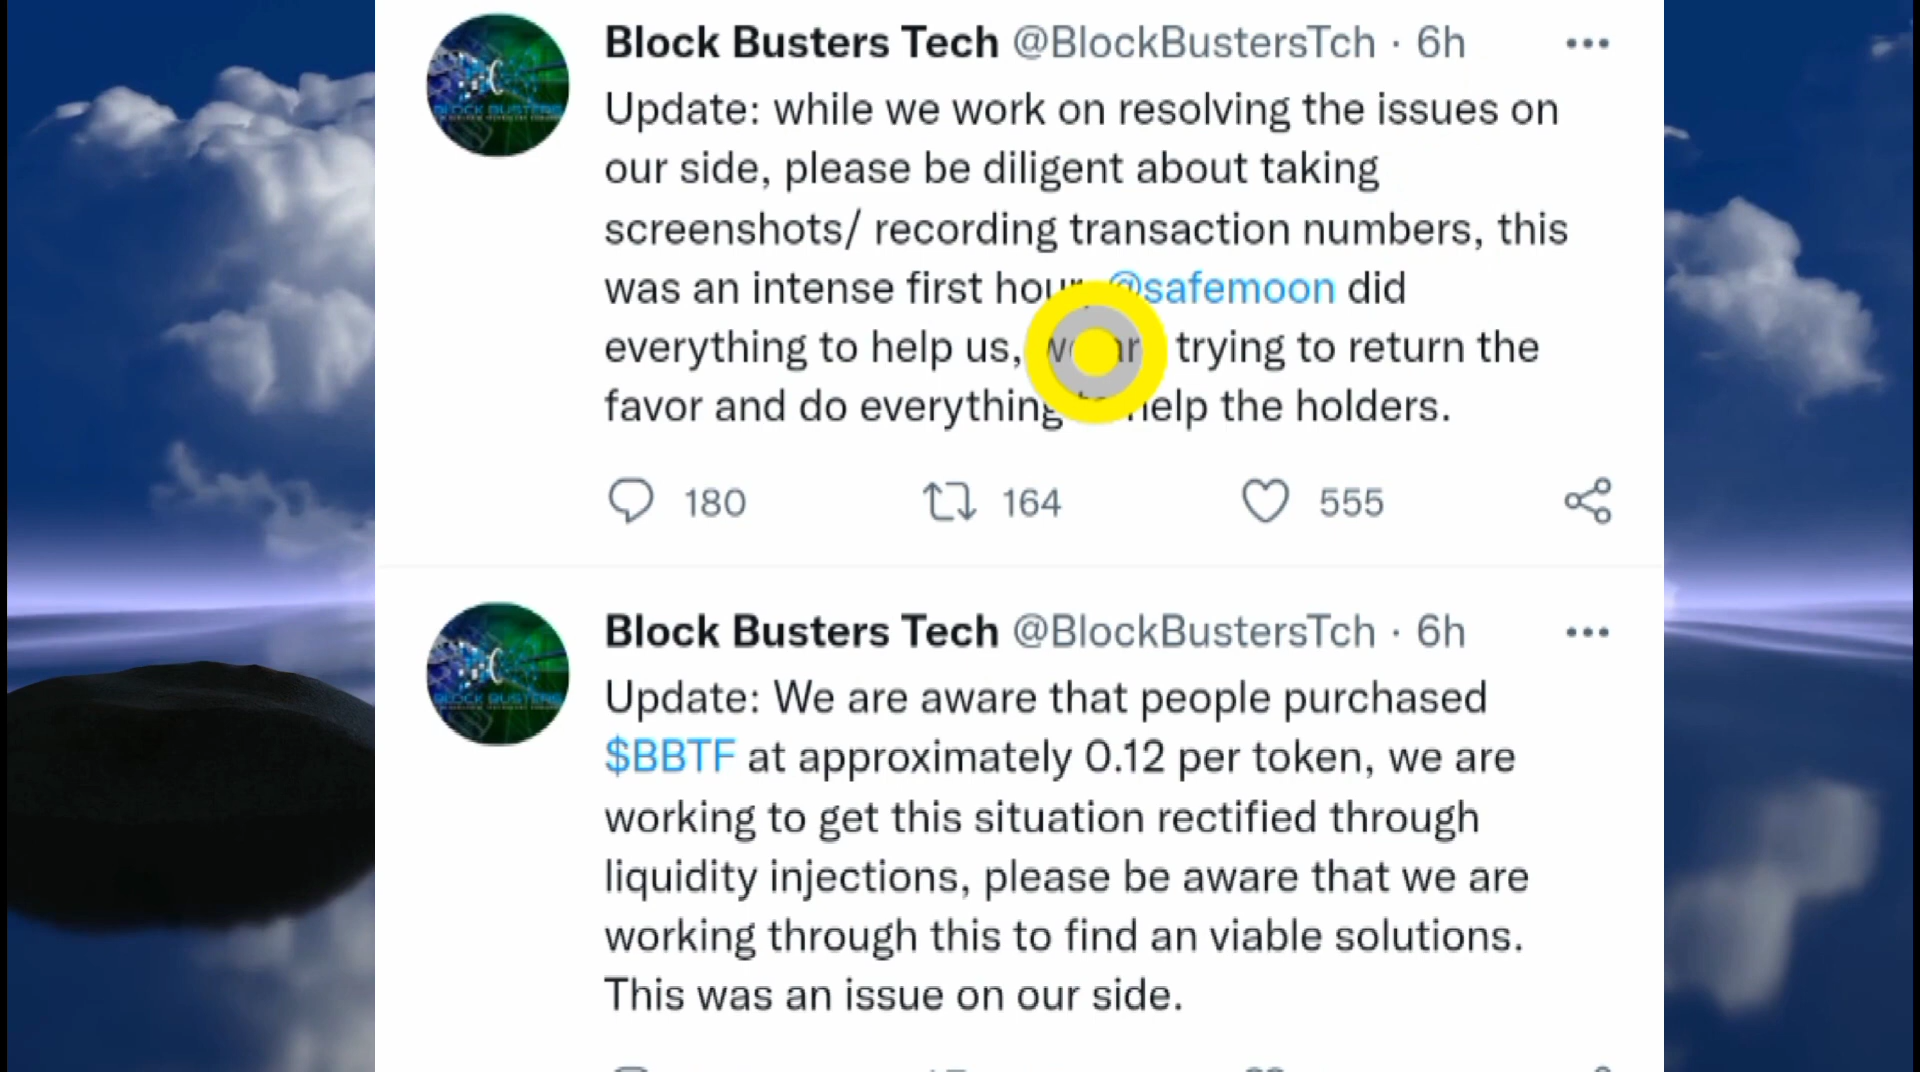 Block Busters Tech @BlockBustersTch · 6h
Update: while we work on resolving the issues on
our side, please be diligent about taking
screenshots/ recording transaction numbers, this
was an intense first hour, @safemoon did
everything to help us, trying to return the
favor and do everything help the holders.
180 164 555
BLOCK BUSTERS
Block Busters Tech @BlockBustersTch · 6h
Update: We are aware that people purchased
$BBTF at approximately 0.12 per token, we are
working to get this situation rectified through
liquidity injections, please be aware that we are
working through this to find an viable solutions.
This was an issue on our side.
BLOCK BUSTERS